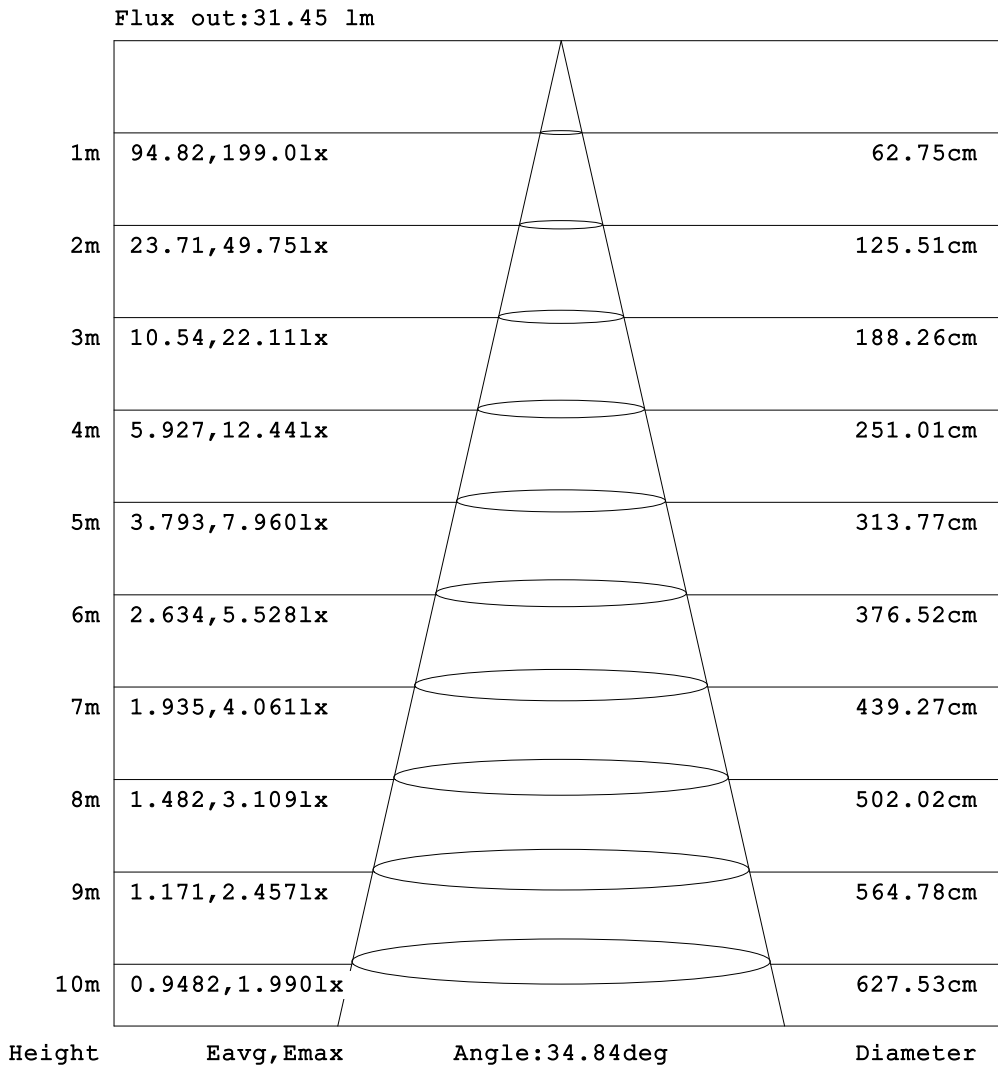 Flux out:31.45 lm
1m 94.82,199.0lx 62.75cm
2m 23.71,49.75lx 125.51cm
3m 10.54,22.11lx 188.26cm
4m 5.927,12.44lx 251.01cm
5m 3.793,7.960lx 313.77cm
6m 2.634,5.528lx 376.52cm
7m 1.935,4.061lx 439.27cm
8m 1.482,3.109lx 502.02cm
9m 1.171,2.457lx 564.78cm
10m 0.9482,1.990lx 627.53cm
Height Eavg,Emax Angle:34.84deg Diameter